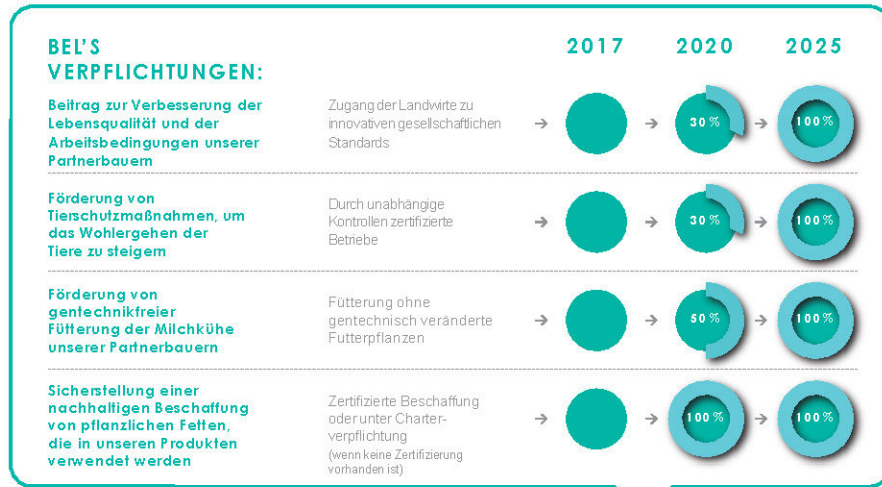 BEL'S
VERPFLICHTUNGEN:
2017 2020 2025
Beitrag zur Verbesserung der
Lebensqualität und der
Arbeitsbedingungen unserer
Partnerbauern
Zugang der Landwirte zu
innovativen gesellschaftlichen
Standards
→ → 30% → 100%
Förderung von
Tierschutzmaßnahmen, um
das Wohlergehen der
Tiere zu steigern
Durch unabhängige
Kontrollen zertifizierte
Betriebe
→ → 30% → 100%
Förderung von
gentechnikfreier
Fütterung der Milchkühe
unserer Partnerbauern
Fütterung ohne
gentechnisch veränderte
Futterpflanzen
→ → 50% → 100%
Sicherstellung einer
nachhaltigen Beschaffung
von pflanzlichen Fetten,
die in unseren Produkten
verwendet werden
Zertifizierte Beschaffung
oder unter Charter-
verpflichtung
(wenn keine Zertifizierung
vorhanden ist)
→ → 100% → 100%